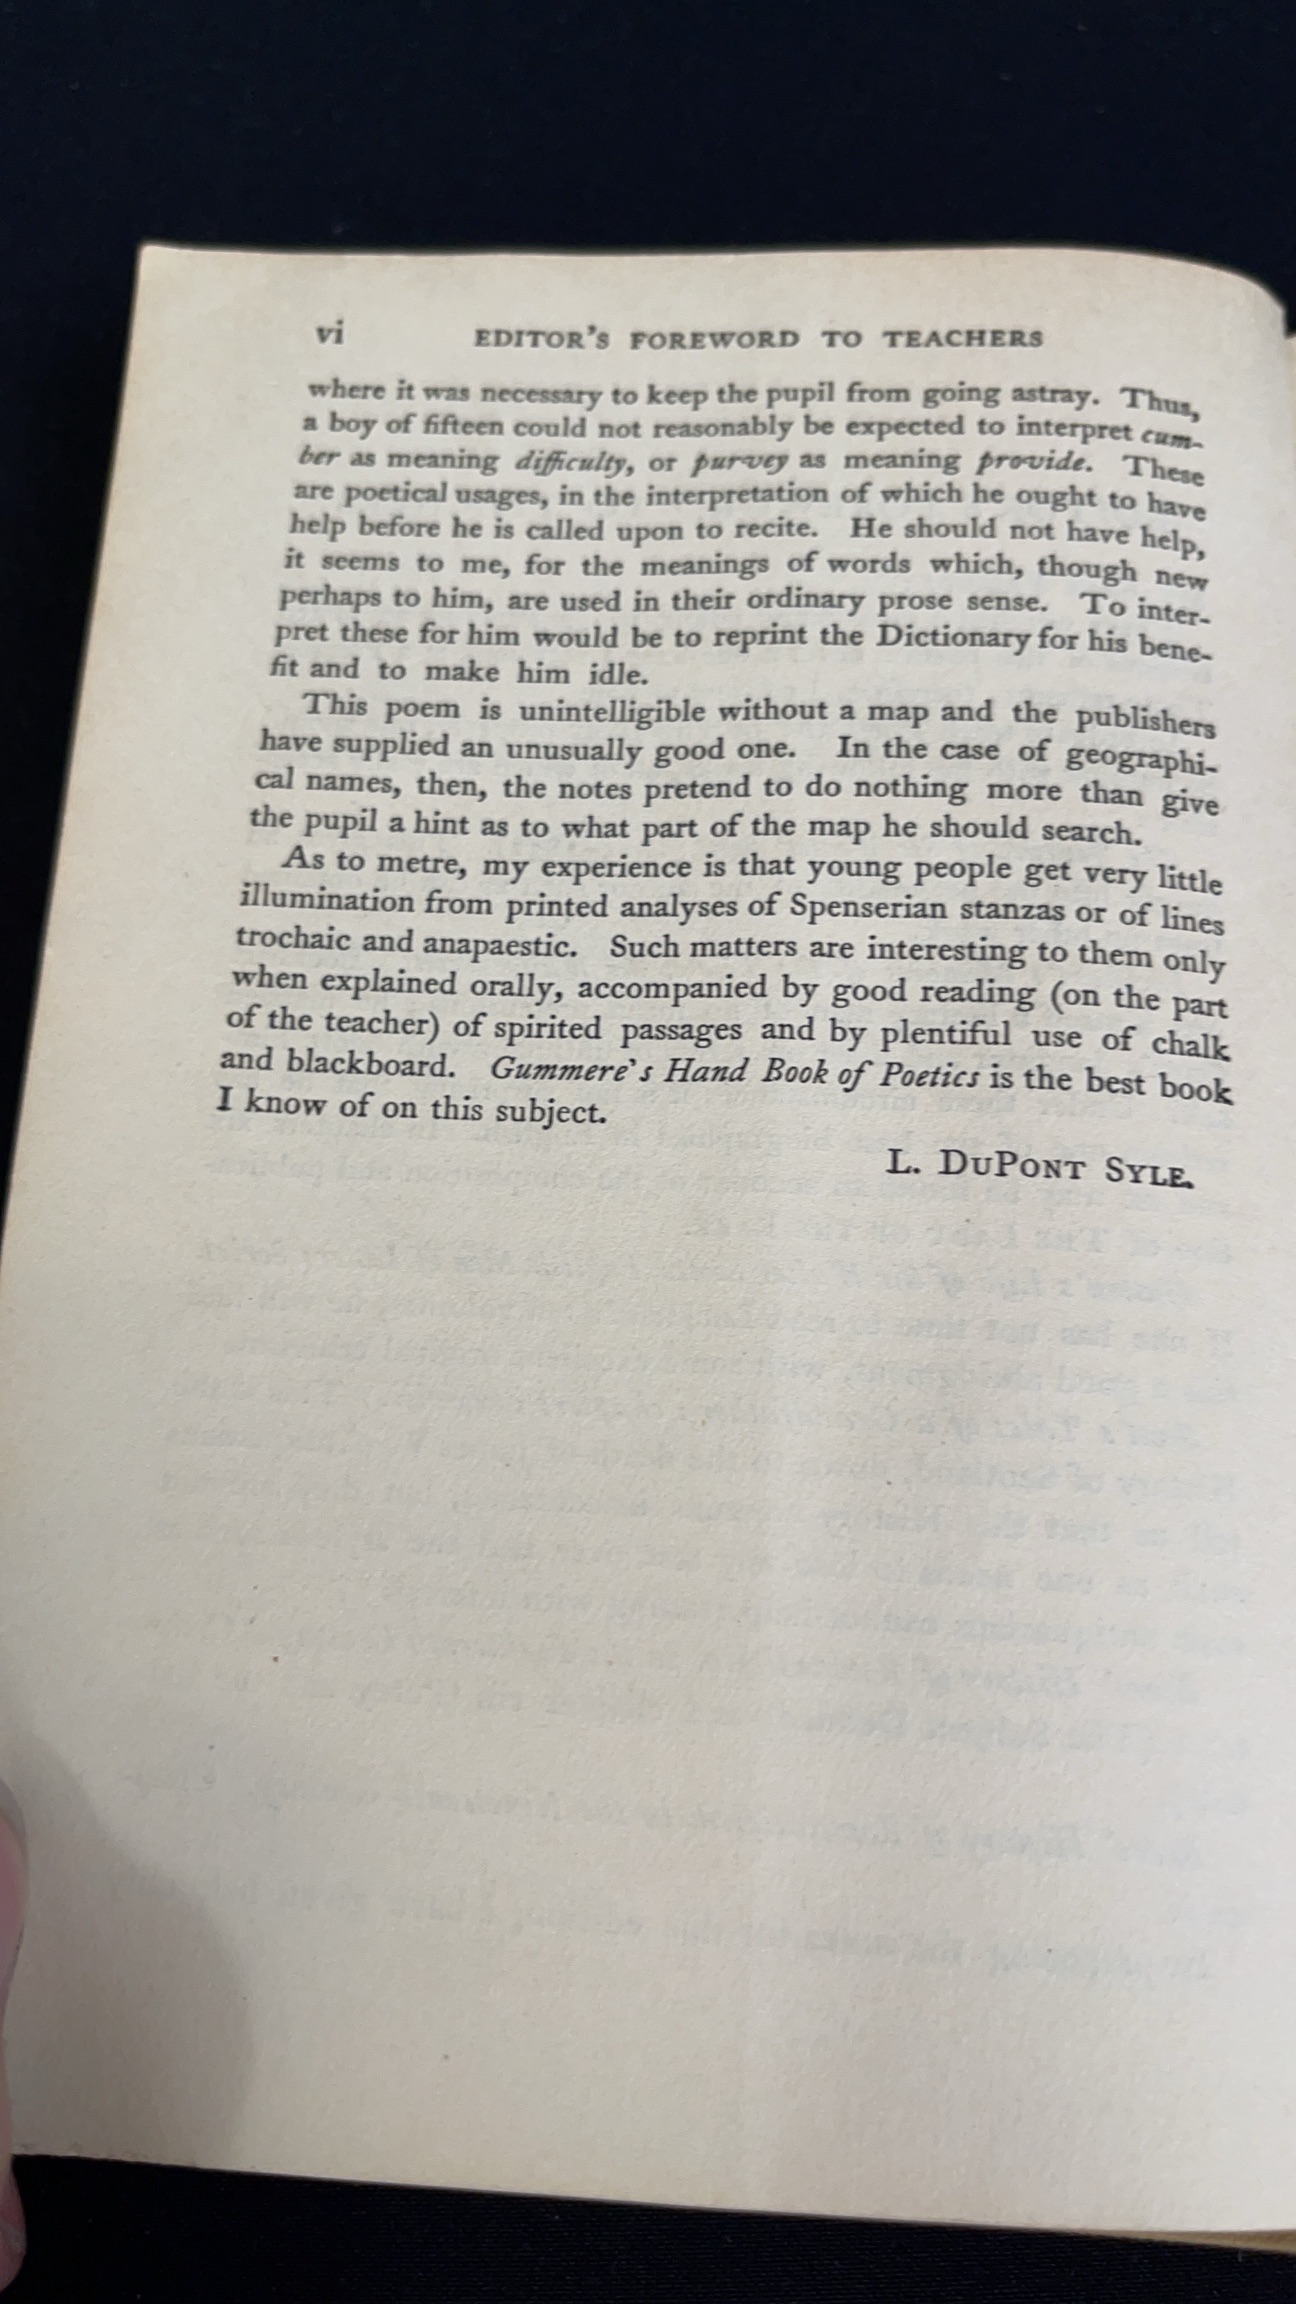 vi EDITOR'S FOREWORD TO TEACHERS
where it was necessary to keep the pupil from going astray. Thus,
a boy of fifteen could not reasonably be expected to interpret cum-
ber as meaning difficulty, or purvey as meaning provide. These
are poetical usages, in the interpretation of which he ought to have
help before he is called upon to recite. He should not have help,
it seems to me, for the meanings of words which, though new
perhaps to him, are used in their ordinary prose sense. To inter-
pret these for him would be to reprint the Dictionary for his bene-
fit and to make him idle.
This poem is unintelligible without a map and the publishers
have supplied an unusually good one. In the case of geographi-
cal names, then, the notes pretend to do nothing more than give
the pupil a hint as to what part of the map he should search.
As to metre, my experience is that young people get very little
illumination from printed analyses of Spenserian stanzas or of lines
trochaic and anapaestic. Such matters are interesting to them only
when explained orally, accompanied by good reading (on the part
of the teacher) of spirited passages and by plentiful use of chalk
and blackboard. Gummere's Hand Book of Poetics is the best book
I know of on this subject.
L. DUPONT SYLE.